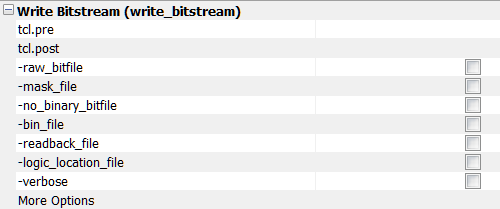 Write Bitstream (write_bitstream)
tcl.pre
tcl.post
-raw_bitfile
-mask_file
-no_binary_bitfile
-bin_file
-readback_file
-logic_location_file
-verbose
More Options